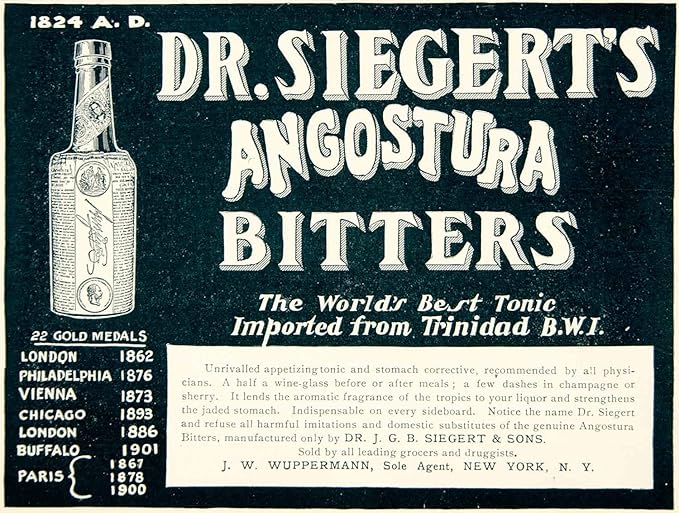 1824 A. D.
DR. SIEGERT'S
ANGOSTURA
BITTERS
The World's Best Tonic
Imported from Trinidad B.W.I.
22 GOLD MEDALS
LONDON 1862
PHILADELPHIA 1876
VIENNA 1873
CHICAGO 1893
LONDON 1886
BUFFALO 1901
PARIS { 1867
1878
1900
Unrivalled appetizing tonic and stomach corrective, recommended by all physi-
cians. A half a wine-glass before or after meals ; a few dashes in champagne or
sherry. It lends the aromatic fragrance of the tropics to your liquor and strengthens
the jaded stomach. Indispensable on every sideboard. Notice the name Dr. Siegert
and refuse all harmful imitations and domestic substitutes of the genuine Angostura
Bitters, manufactured only by DR. J. G. B. SIEGERT & SONS.
Sold by all leading grocers and druggists.
J. W. WUPPERMANN, Sole Agent, NEW YORK, N. Y.